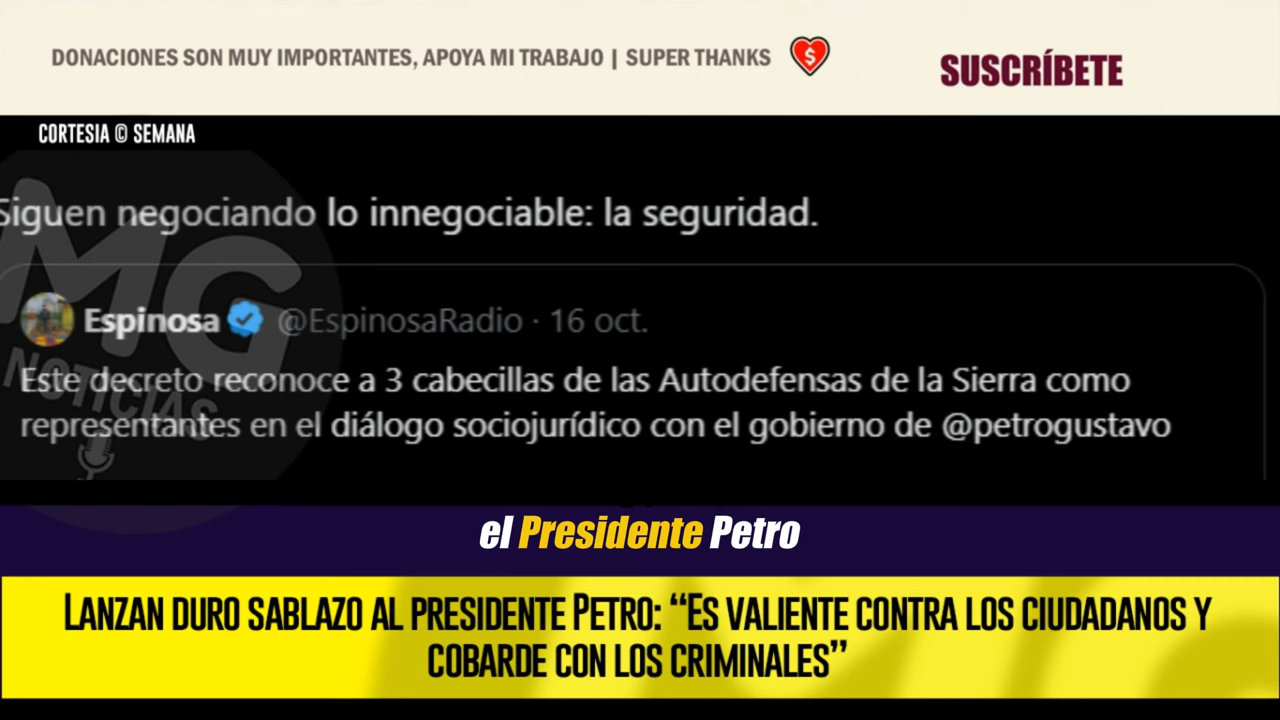 DONACIONES SON MUY IMPORTANTES, APOYA MI TRABAJO | SUPER THANKS
SUSCRÍBETE
CORTESIA © SEMANA
Siguen negociando lo innegociable: la seguridad.
Espinosa @EspinosaRadio · 16 oct.
Este decreto reconoce a 3 cabecillas de las Autodefensas de la Sierra como
representantes en el diálogo sociojurídico con el gobierno de @petrogustavo
MG
NOTICIAS
el Presidente Petro
LANZAN DURO SABLAZO AL PRESIDENTE PETRO: “ES VALIENTE CONTRA LOS CIUDADANOS Y
COBARDE CON LOS CRIMINALES”